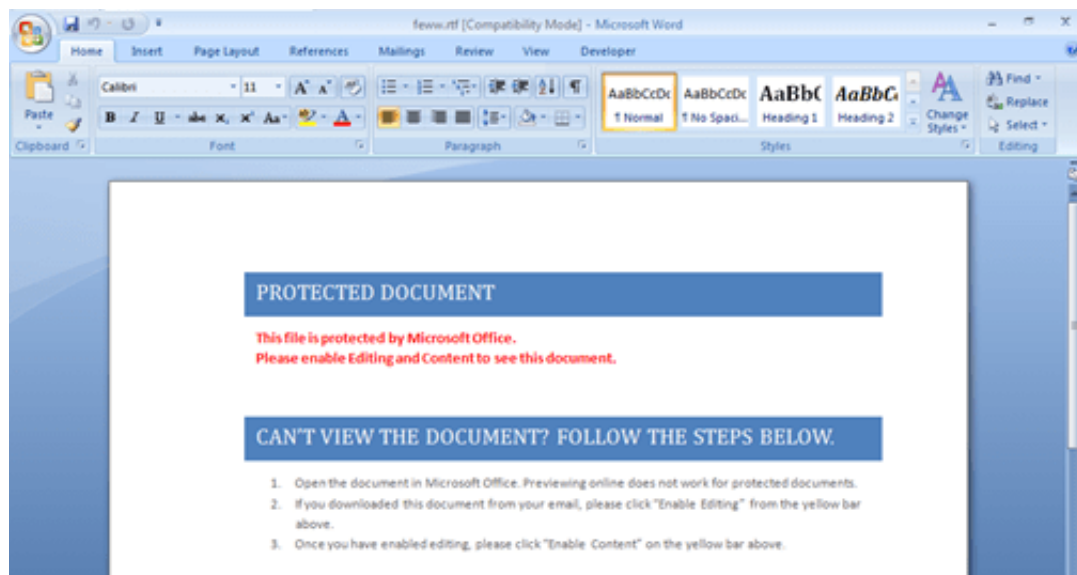 feww.rtf [Compatibility Mode] - Microsoft Word
Home Insert Page Layout References Mailings Review View Developer
Calibri 11 Find
Paste B I U abe x, x' Aa A AaBbCcDc AaBbCcDc AaBbC AaBbCc Change Styles Replace
¶ Normal ¶ No Spaci... Heading 1 Heading 2 Select
Clipboard Font Paragraph Styles Editing
PROTECTED DOCUMENT
This file is protected by Microsoft Office.
Please enable Editing and Content to see this document.
CAN'T VIEW THE DOCUMENT? FOLLOW THE STEPS BELOW.
1. Open the document in Microsoft Office. Previewing online does not work for protected documents.
2. If you downloaded this document from your email, please click "Enable Editing" from the yellow bar
above.
3. Once you have enabled editing, please click "Enable Content" on the yellow bar above.